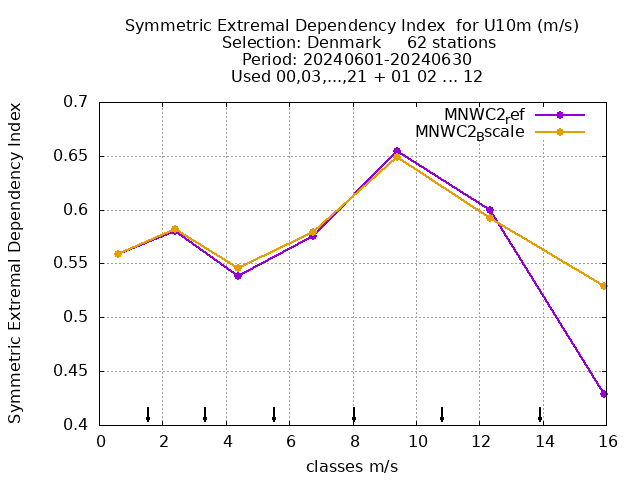 Symmetric Extremal Dependency Index  for U10m (m/s)
Selection: Denmark     62 stations
Period: 20240601-20240630
Used 00,03,...,21 + 01 02 ... 12
Symmetric Extremal Dependency Index
0.7
0.65
0.6
0.55
0.5
0.45
0.4
MNWC2ref
MNWC2Bscale
0 2 4 6 8 10 12 14 16
classes m/s